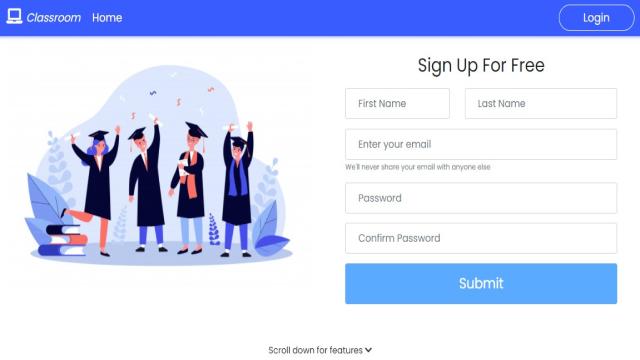 Classroom Home Login
Sign Up For Free
First Name Last Name
Enter your email
We'll never share your email with anyone else
Password
Confirm Password
Submit
Scroll down for features